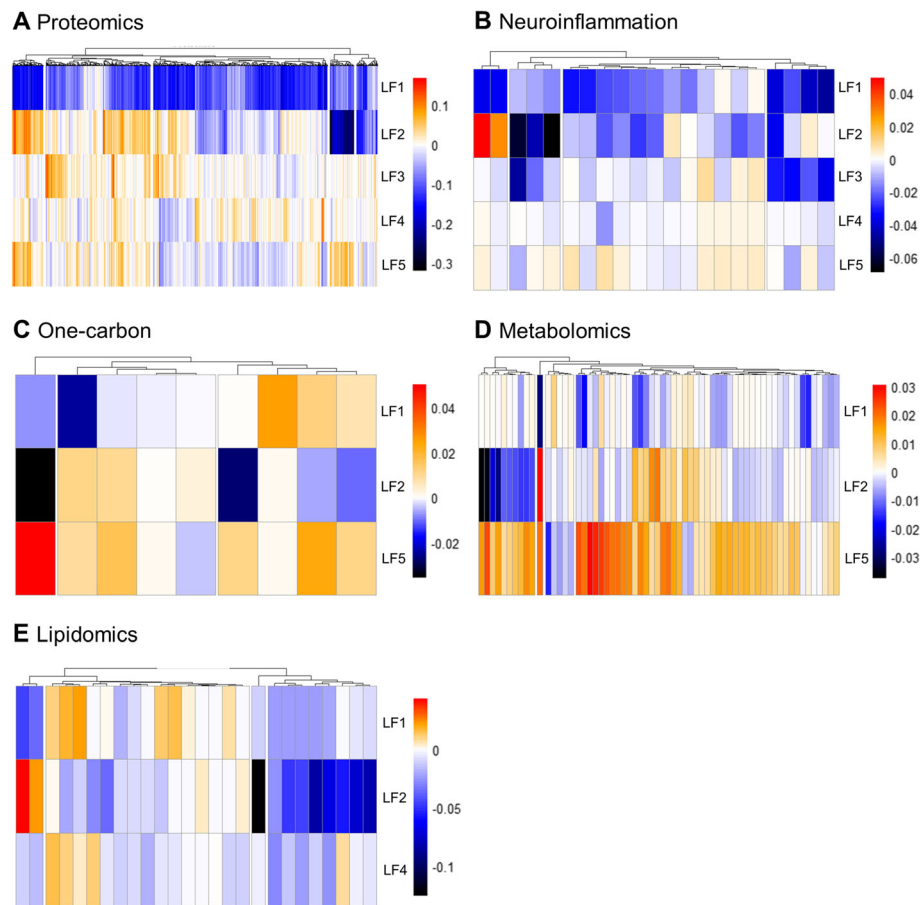 A Proteomics
LF1
LF2
LF3
LF4
LF5
0.1
0
-0.1
-0.2
-0.3
B Neuroinflammation
LF1
LF2
LF3
LF4
LF5
0.04
0.02
0
-0.02
-0.04
-0.06
C One-carbon
LF1
LF2
LF5
0.04
0.02
0
-0.02
D Metabolomics
LF1
LF2
LF5
0.03
0.02
0.01
0
-0.01
-0.02
-0.03
E Lipidomics
LF1
LF2
LF4
0
-0.05
-0.1